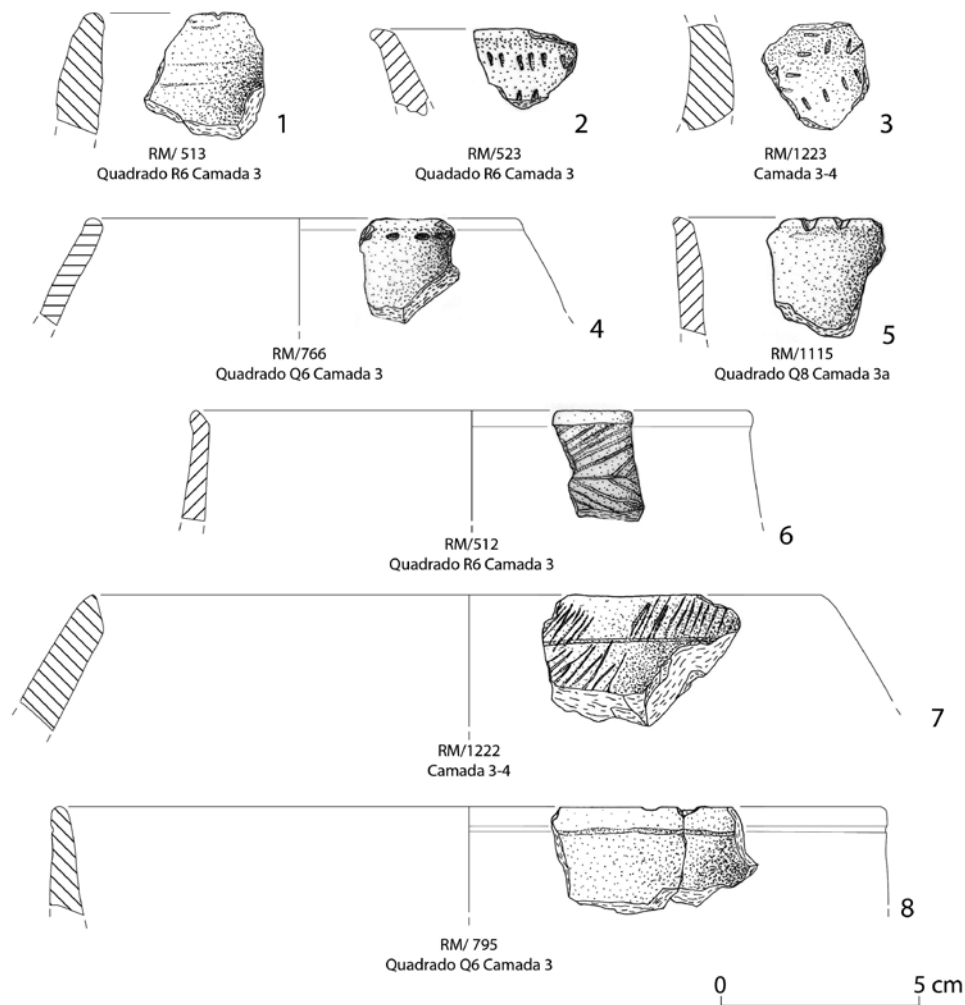 1
RM/ 513
Quadrado R6 Camada 3
2
RM/523
Quadado R6 Camada 3
3
RM/1223
Camada 3-4
4
RM/766
Quadrado Q6 Camada 3
5
RM/1115
Quadrado Q8 Camada 3a
6
RM/512
Quadrado R6 Camada 3
7
RM/1222
Camada 3-4
8
RM/ 795
Quadrado Q6 Camada 3
0 5 cm